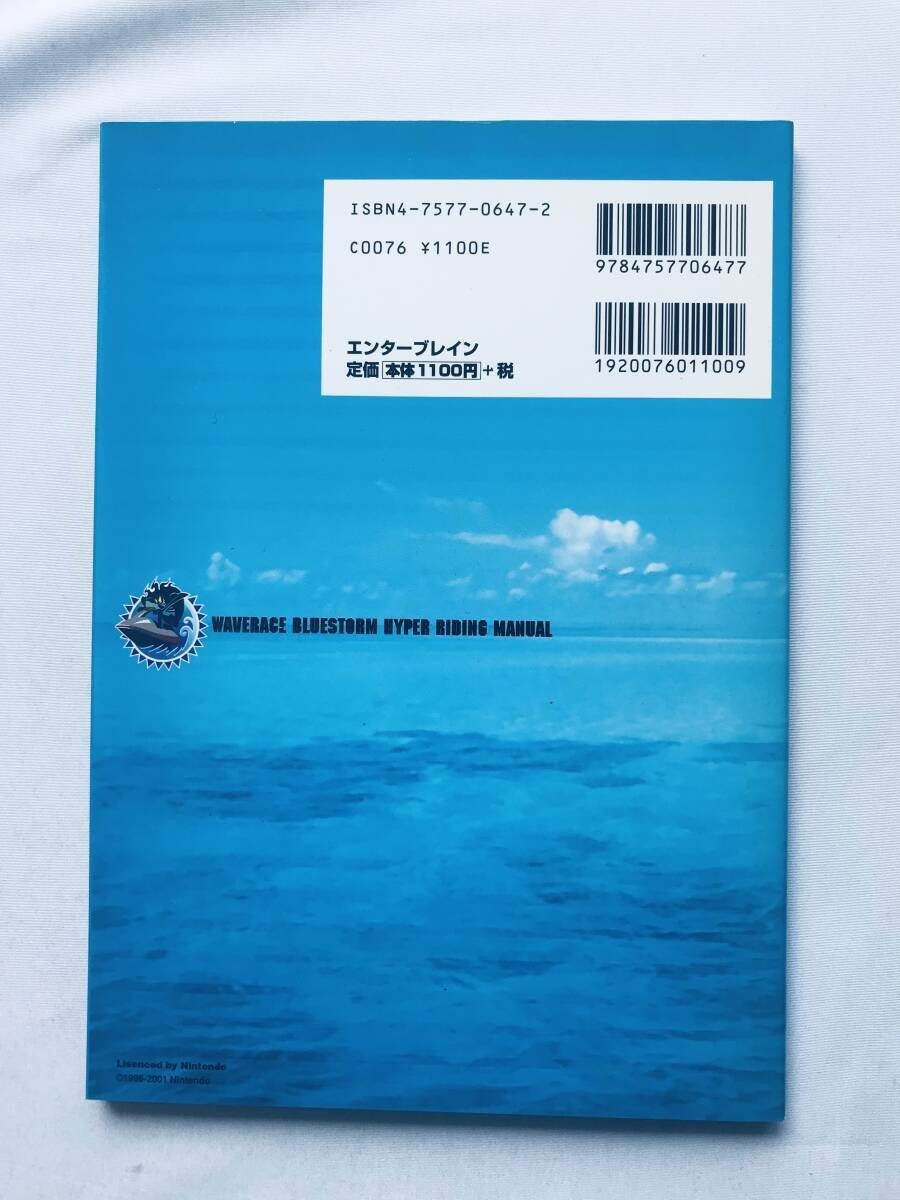 ISBN4-7577-0647-2
C0076 ¥1100E
9784757706477
エンターブレイン
定価 本体1100円 +税
1920076011009
WAVERACE BLUESTORM HYPER RIDING MANUAL
Lisenced by Nintendo
©1996-2001 Nintendo